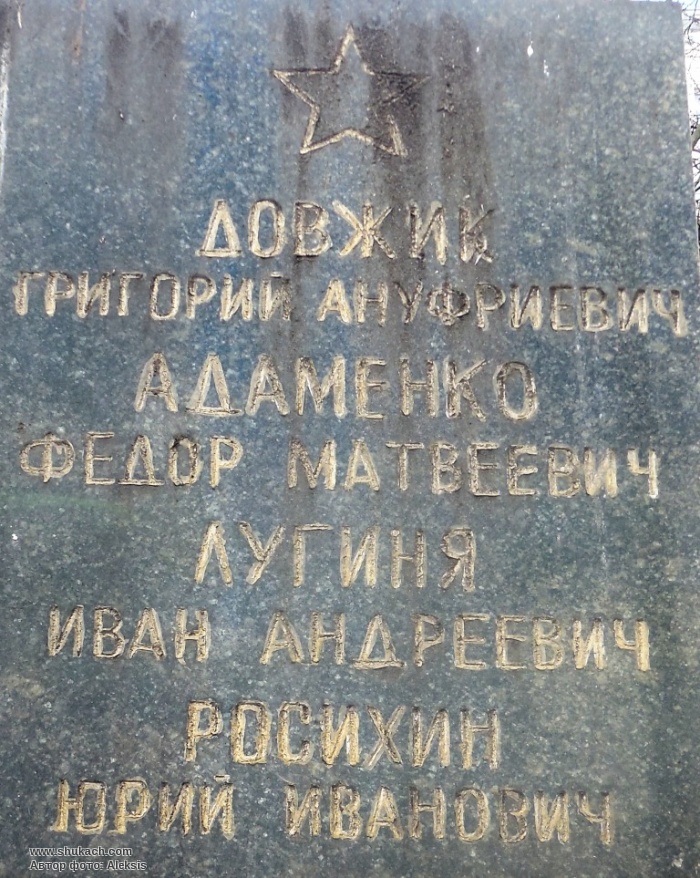 ДОВЖИК
ГРИГОРИЙ АНУФРИЕВИЧ
АДАМЕНКО
ФЕДОР МАТВЕЕВИЧ
ЛУГИНЯ
ИВАН АНДРЕЕВИЧ
РОСИХИН
ЮРИЙ ИВАНОВИЧ
www.shukach.com
Автор фото: Aleksis